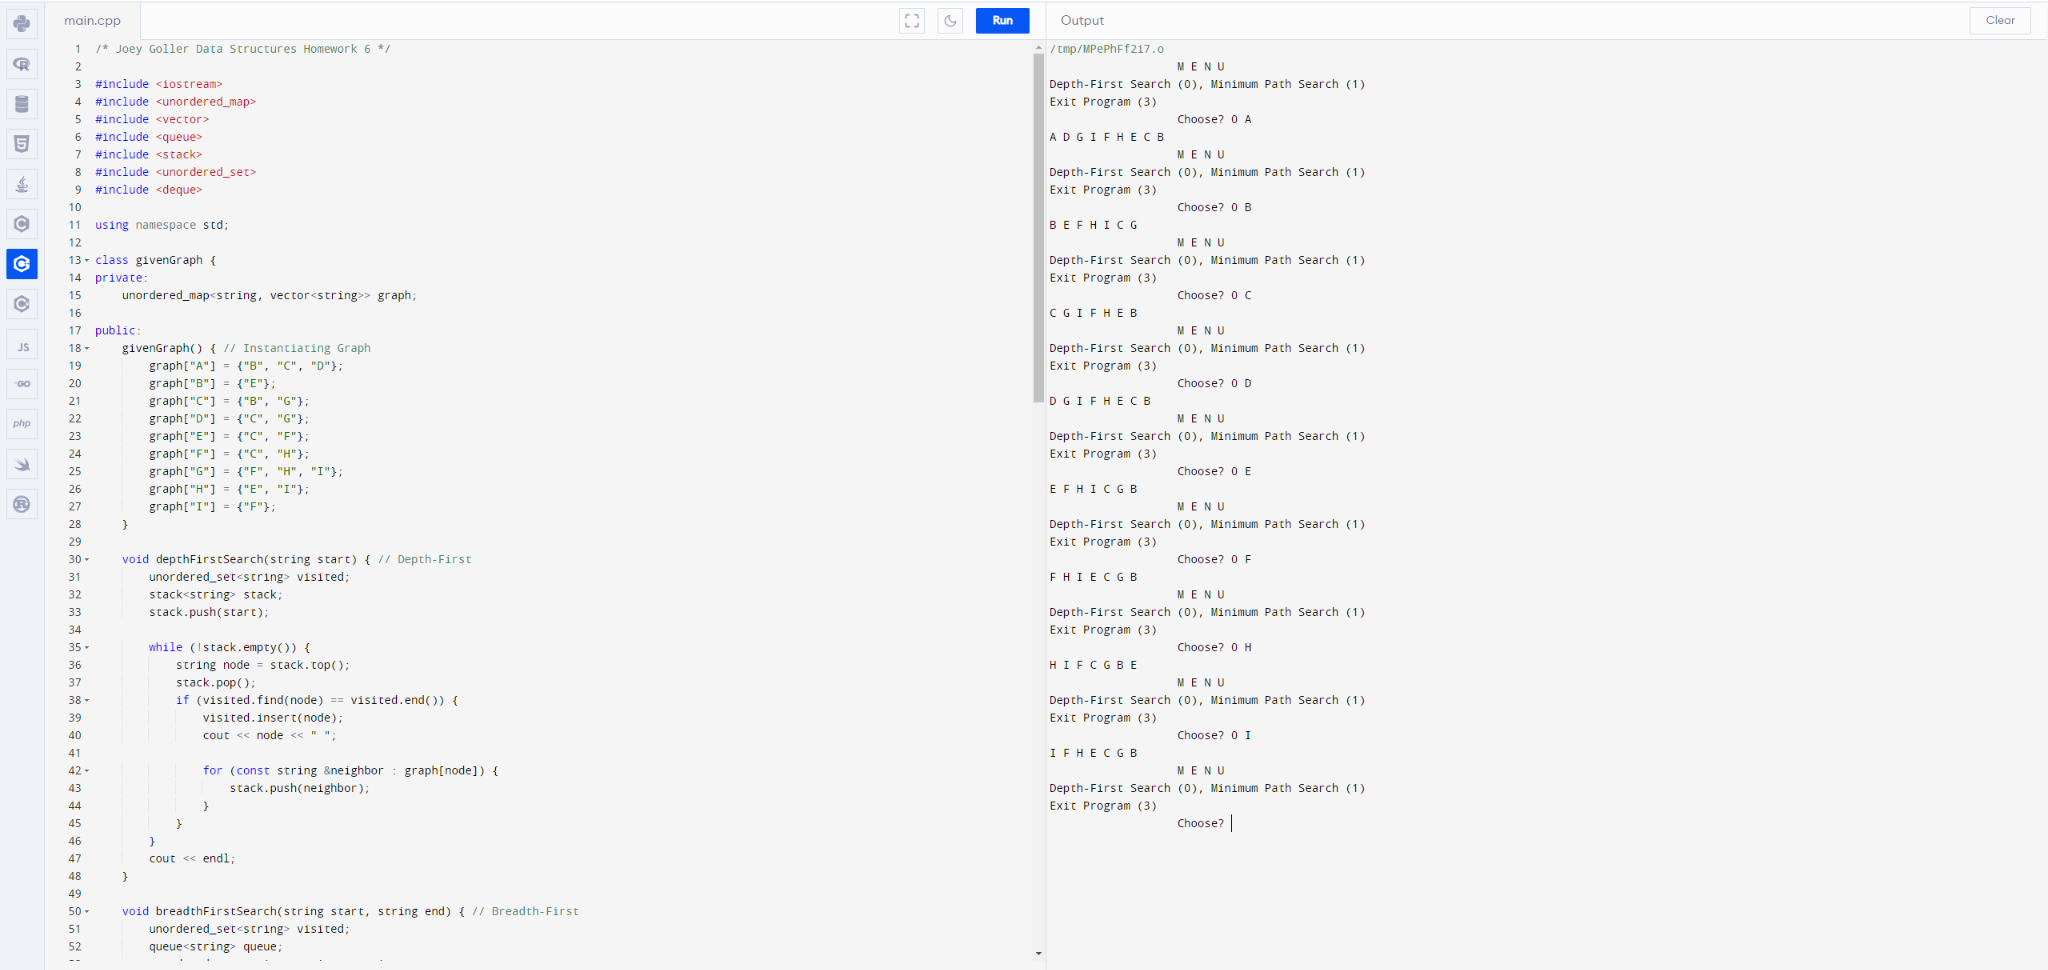 main.cpp
Run
Output
Clear
JS
GO
php
1 /* Joey Goller Data Structures Homework 6 */
2
3 #include <iostream>
4 #include <unordered_map>
5 #include <vector>
6 #include <queue>
7 #include <stack>
8 #include <unordered_set>
9 #include <deque>
10
11 using namespace std;
12
13 class givenGraph {
14 private:
15     unordered_map<string, vector<string>> graph;
16
17 public:
18     givenGraph() { // Instantiating Graph
19         graph["A"] = {"B", "C", "D"};
20         graph["B"] = {"E"};
21         graph["C"] = {"B", "G"};
22         graph["D"] = {"C", "G"};
23         graph["E"] = {"C", "F"};
24         graph["F"] = {"C", "H"};
25         graph["G"] = {"F", "H", "I"};
26         graph["H"] = {"E", "I"};
27         graph["I"] = {"F"};
28     }
29
30     void depthFirstSearch(string start) { // Depth-First
31         unordered_set<string> visited;
32         stack<string> stack;
33         stack.push(start);
34
35         while (!stack.empty()) {
36             string node = stack.top();
37             stack.pop();
38             if (visited.find(node) == visited.end()) {
39                 visited.insert(node);
40                 cout << node << " ";
41
42                 for (const string &neighbor : graph[node]) {
43                     stack.push(neighbor);
44                 }
45             }
46         }
47         cout << endl;
48     }
49
50     void breadthFirstSearch(string start, string end) { // Breadth-First
51         unordered_set<string> visited;
52         queue<string> queue;
/tmp/MPePhFf2i7.o
M E N U
Depth-First Search (0), Minimum Path Search (1)
Exit Program (3)
Choose? 0 A
A D G I F H E C B
M E N U
Depth-First Search (0), Minimum Path Search (1)
Exit Program (3)
Choose? 0 B
B E F H I C G
M E N U
Depth-First Search (0), Minimum Path Search (1)
Exit Program (3)
Choose? 0 C
C G I F H E B
M E N U
Depth-First Search (0), Minimum Path Search (1)
Exit Program (3)
Choose? 0 D
D G I F H E C B
M E N U
Depth-First Search (0), Minimum Path Search (1)
Exit Program (3)
Choose? 0 E
E F H I C G B
M E N U
Depth-First Search (0), Minimum Path Search (1)
Exit Program (3)
Choose? 0 F
F H I E C G B
M E N U
Depth-First Search (0), Minimum Path Search (1)
Exit Program (3)
Choose? 0 H
H I F C G B E
M E N U
Depth-First Search (0), Minimum Path Search (1)
Exit Program (3)
Choose? 0 I
I F H E C G B
M E N U
Depth-First Search (0), Minimum Path Search (1)
Exit Program (3)
Choose?